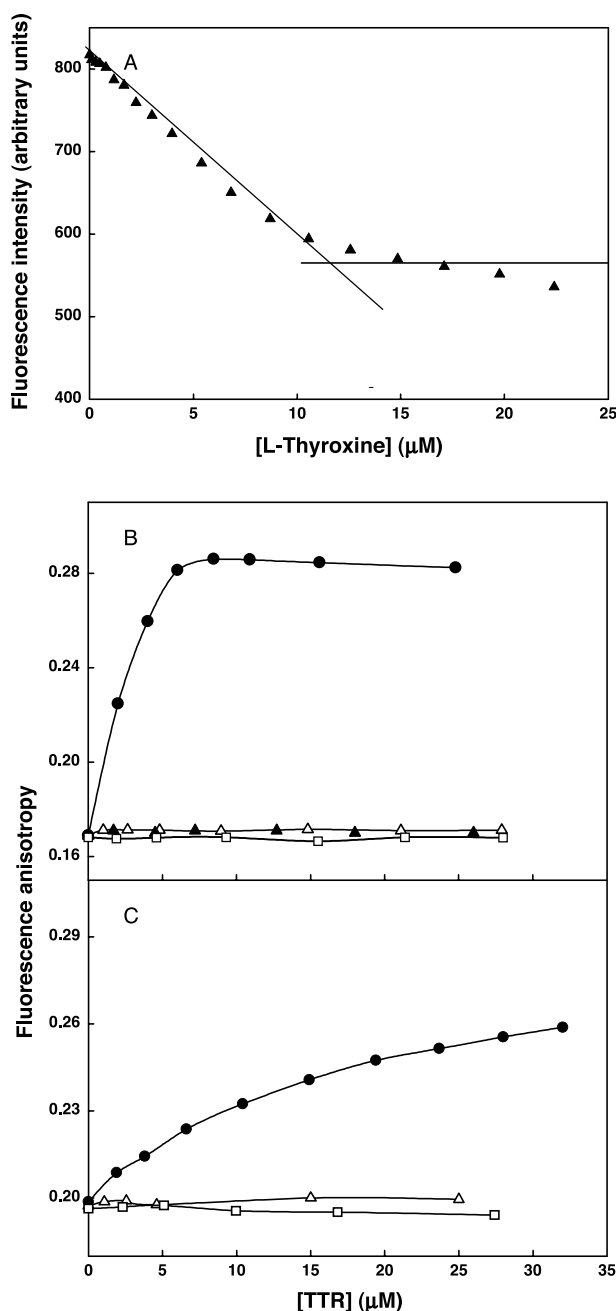 A
Fluorescence intensity (arbitrary units)
800
700
600
500
400
0 5 10 15 20 25
[L-Thyroxine] (μM)
B
0.28
0.24
0.20
0.16
Fluorescence anisotropy
C
0.29
0.26
0.23
0.20
0 5 10 15 20 25 30 35
[TTR] (μM)